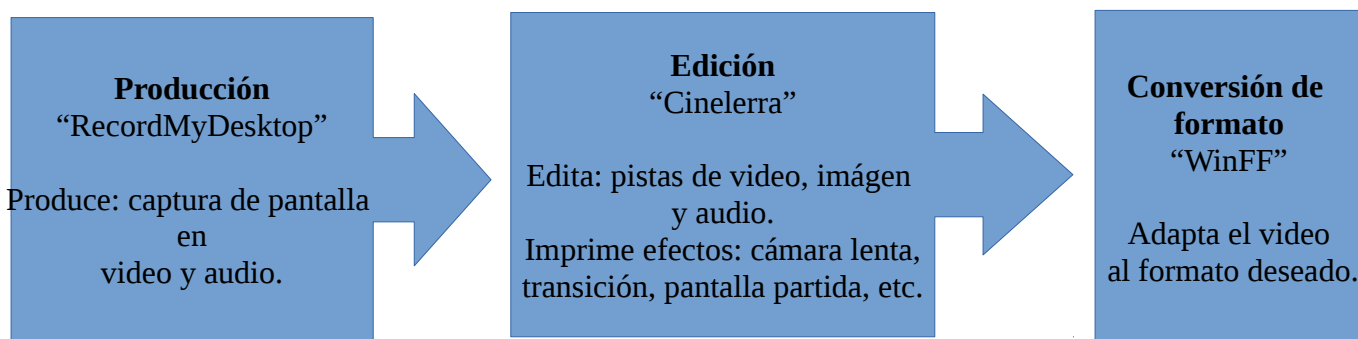 Producción
“RecordMyDesktop”
Produce: captura de pantalla
en
video y audio.
Edición
“Cinelerra”
Edita: pistas de video, imágen
y audio.
Imprime efectos: cámara lenta,
transición, pantalla partida, etc.
Conversión de
formato
“WinFF”
Adapta el video
al formato deseado.